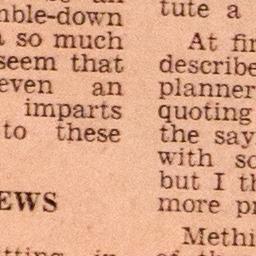 mble-down
so much
seem that
even an
imparts
to these
EWS
in
tute a
At fir
describe
planner
quoting
the say
with so
but I th
more pr
Methi